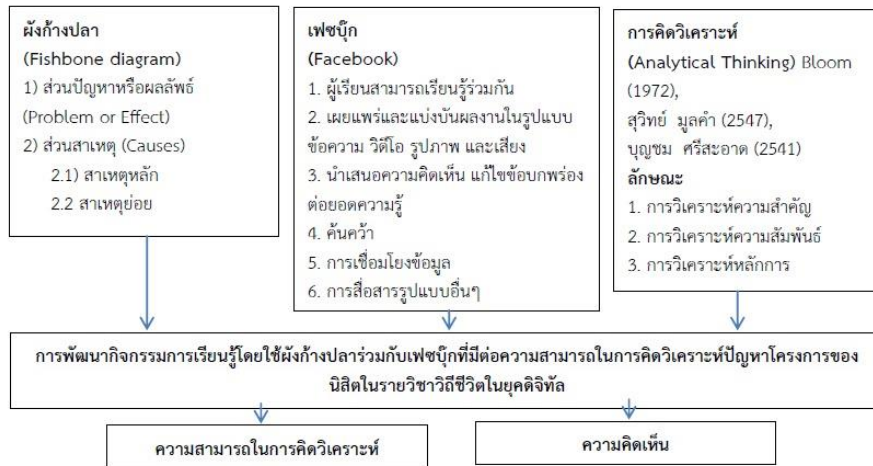 ผังก้างปลา
(Fishbone diagram)
1) ส่วนปัญหาหรือผลลัพธ์
(Problem or Effect)
2) ส่วนสาเหตุ (Causes)
2.1) สาเหตุหลัก
2.2 สาเหตุย่อย
เฟซบุ๊ก
(Facebook)
1. ผู้เรียนสามารถเรียนรู้ร่วมกัน
2. เผยแพร่และแบ่งบันผลงานในรูปแบบ
ข้อความ วิดีโอ รูปภาพ และเสียง
3. นำเสนอความคิดเห็น แก้ไขข้อบกพร่อง
ต่อยอดความรู้
4. ค้นคว้า
5. การเชื่อมโยงข้อมูล
6. การสื่อสารรูปแบบอื่นๆ
การคิดวิเคราะห์
(Analytical Thinking) Bloom
(1972),
สุวิทย์ มูลคำ (2547),
บุญชม ศรีสะอาด (2541)
ลักษณะ
1. การวิเคราะห์ความสำคัญ
2. การวิเคราะห์ความสัมพันธ์
3. การวิเคราะห์หลักการ
การพัฒนากิจกรรมการเรียนรู้โดยใช้ผังก้างปลาร่วมกับเฟซบุ๊กที่มีต่อความสามารถในการคิดวิเคราะห์ปัญหาโครงการของ
นิสิตในรายวิชาวิถีชีวิตในยุคดิจิทัล
ความสามารถในการคิดวิเคราะห์
ความคิดเห็น